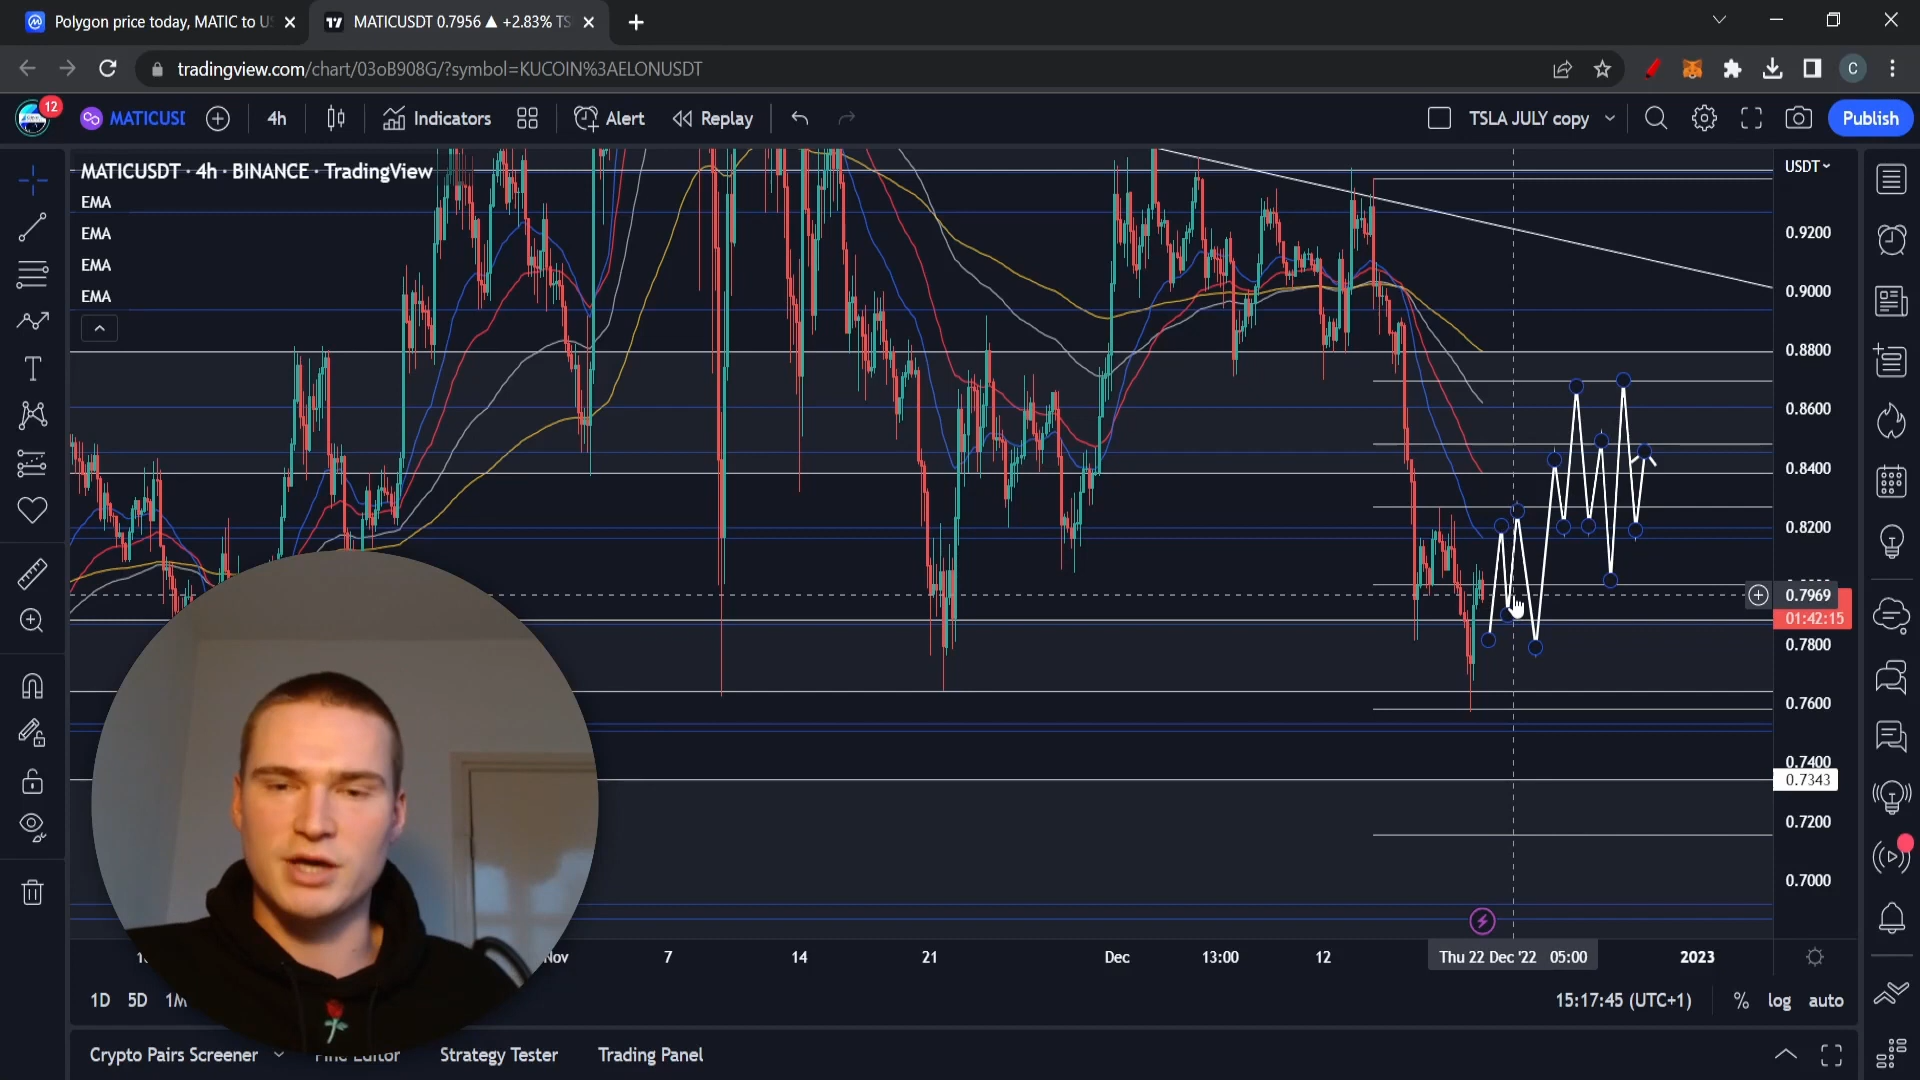 Polygon price today, MATIC to US
MATICUSDT 0.7956 ▲ +2.83% TS
tradingview.com/chart/03oB908G/?symbol=KUCOIN%3AELONUSDT
C
12
MATICUSI
4h
Indicators
Alert
Replay
TSLA JULY copy
Publish
MATICUSDT · 4h · BINANCE · TradingView
USDT
EMA
EMA
EMA
EMA
0.9200
0.9000
0.8800
0.8600
0.8400
0.8200
0.7969
01:42:15
0.7800
0.7600
0.7400
0.7343
0.7200
0.7000
Nov
7
14
21
Dec
13:00
12
Thu 22 Dec '22 05:00
2023
1D
5D
1M
15:17:45 (UTC+1)
%
log
auto
Crypto Pairs Screener
Pine Editor
Strategy Tester
Trading Panel